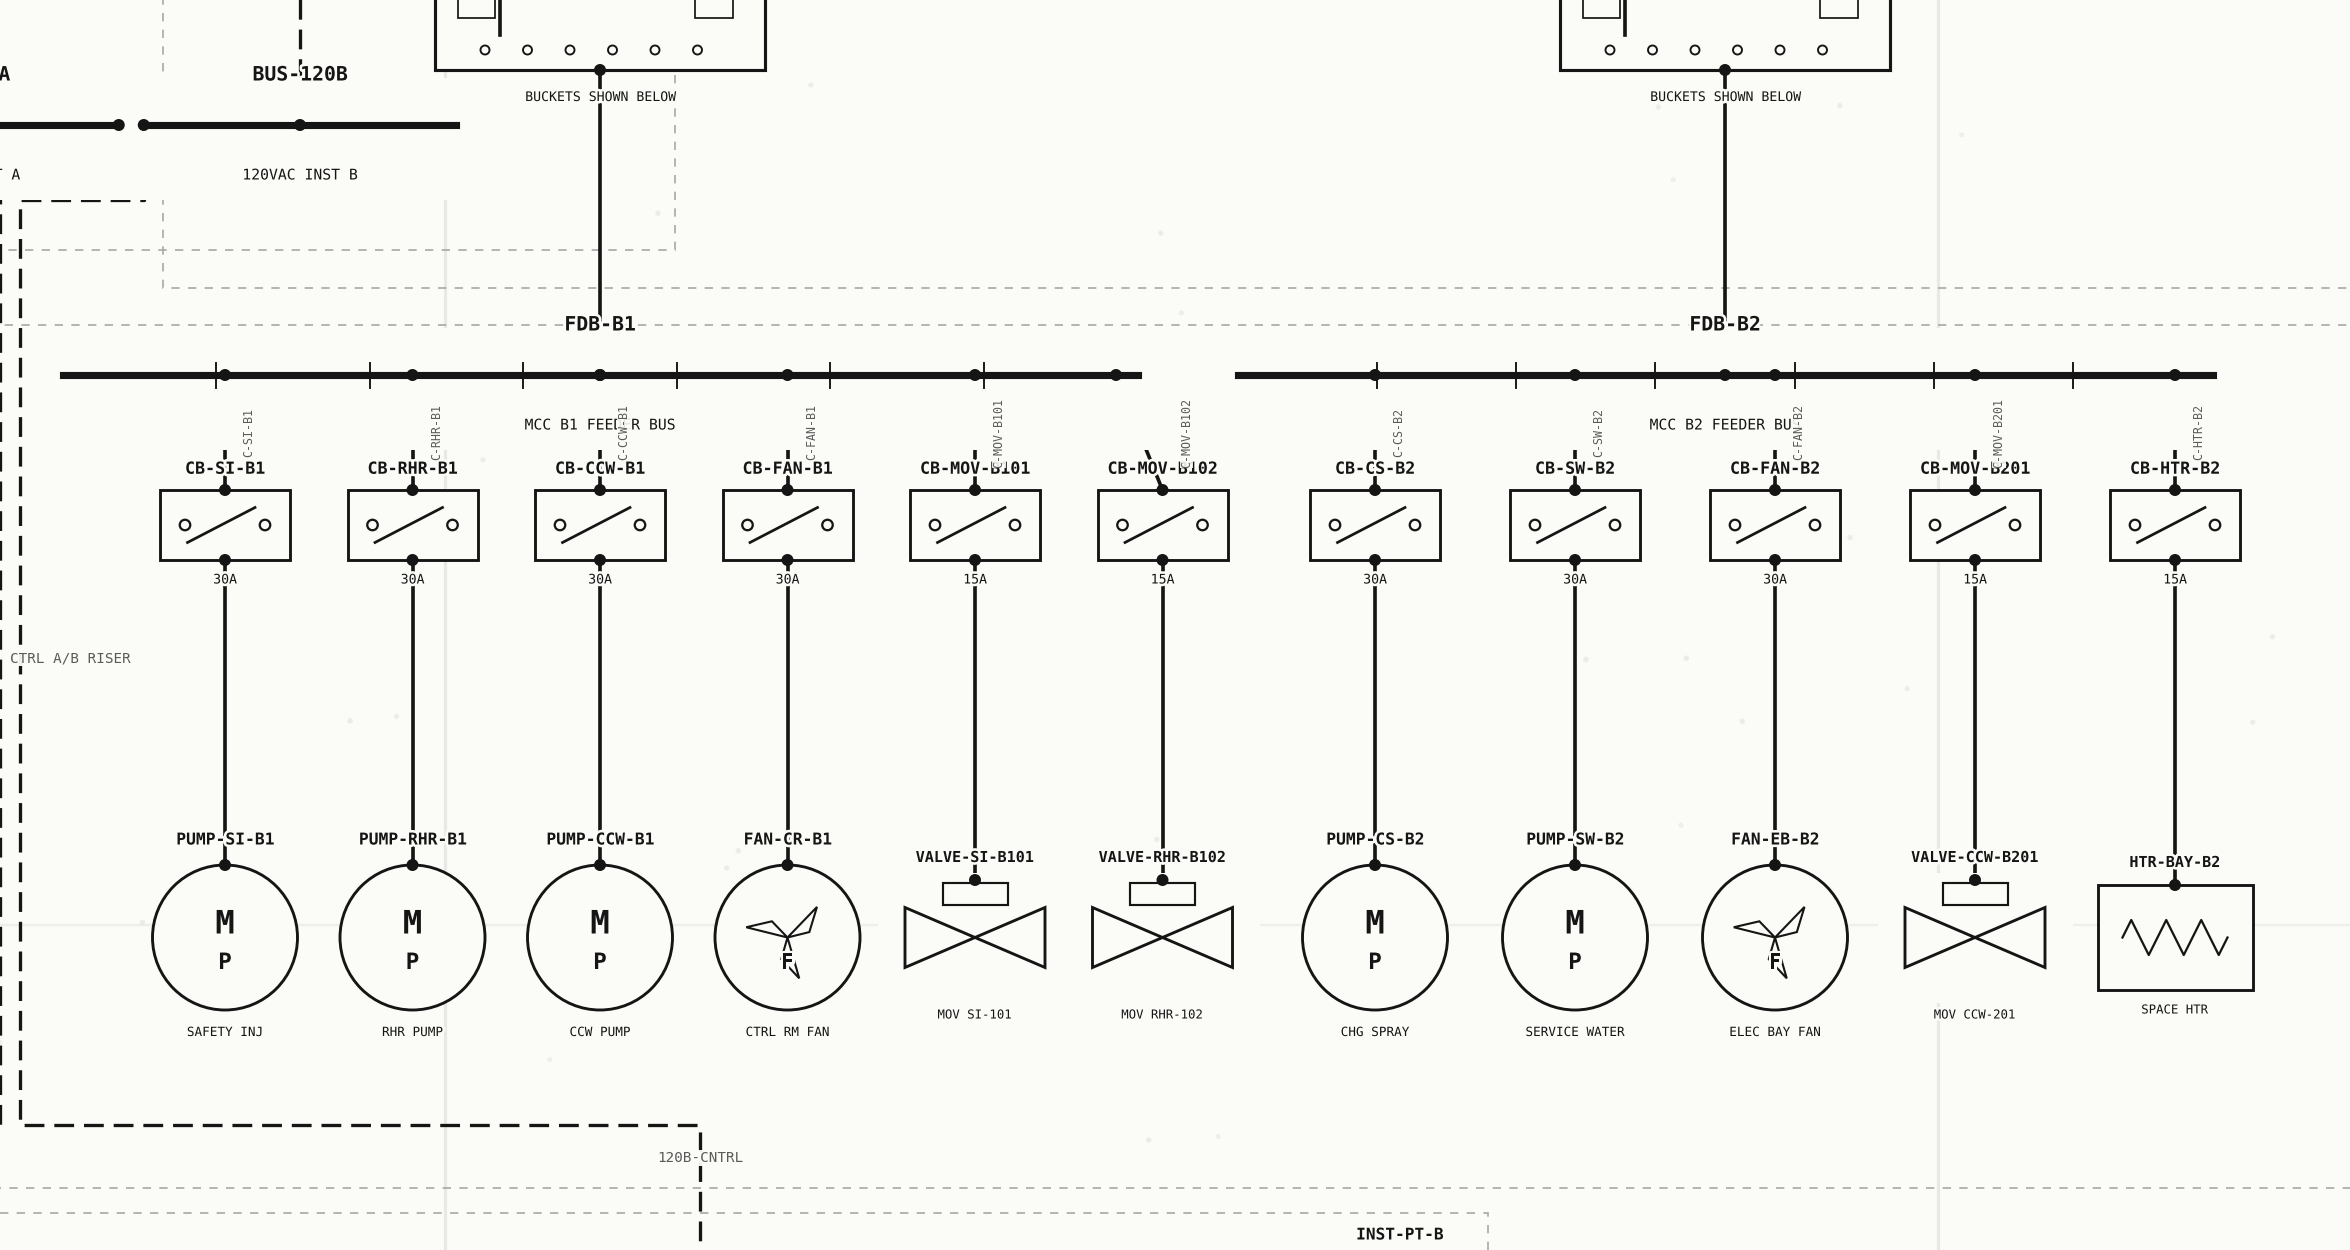 A
BUS-120B
BUCKETS SHOWN BELOW
BUCKETS SHOWN BELOW
T A
120VAC INST B
FDB-B1
FDB-B2
MCC B1 FEEDER BUS
MCC B2 FEEDER BU
C-SI-B1
C-RHR-B1
C-CCW-B1
C-FAN-B1
C-MOV-B101
C-MOV-B102
C-CS-B2
C-SW-B2
C-FAN-B2
C-MOV-B201
C-HTR-B2
CB-SI-B1
CB-RHR-B1
CB-CCW-B1
CB-FAN-B1
CB-MOV-B101
CB-MOV-B102
CB-CS-B2
CB-SW-B2
CB-FAN-B2
CB-MOV-B201
CB-HTR-B2
30A
30A
30A
30A
15A
15A
30A
30A
30A
15A
15A
CTRL A/B RISER
PUMP-SI-B1
PUMP-RHR-B1
PUMP-CCW-B1
FAN-CR-B1
VALVE-SI-B101
VALVE-RHR-B102
PUMP-CS-B2
PUMP-SW-B2
FAN-EB-B2
VALVE-CCW-B201
HTR-BAY-B2
M
P
M
P
M
P
F
M
P
M
P
F
SAFETY INJ
RHR PUMP
CCW PUMP
CTRL RM FAN
MOV SI-101
MOV RHR-102
CHG SPRAY
SERVICE WATER
ELEC BAY FAN
MOV CCW-201
SPACE HTR
120B-CNTRL
INST-PT-B